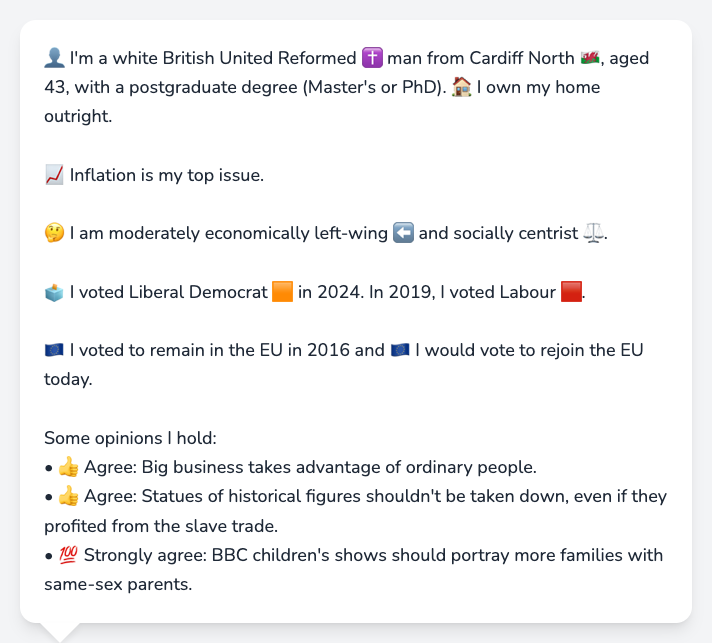 👤 I'm a white British United Reformed ✝️ man from Cardiff North 🏴󠁧󠁢󠁷󠁬󠁳󠁿, aged
43, with a postgraduate degree (Master's or PhD). 🏠 I own my home
outright.
📈 Inflation is my top issue.
🤔 I am moderately economically left-wing ⬅️ and socially centrist ⚖️.
🗳️ I voted Liberal Democrat 🟧 in 2024. In 2019, I voted Labour 🟥.
🇪🇺 I voted to remain in the EU in 2016 and 🇪🇺 I would vote to rejoin the EU
today.
Some opinions I hold:
• 👍 Agree: Big business takes advantage of ordinary people.
• 👍 Agree: Statues of historical figures shouldn't be taken down, even if they
profited from the slave trade.
• 💯 Strongly agree: BBC children's shows should portray more families with
same-sex parents.